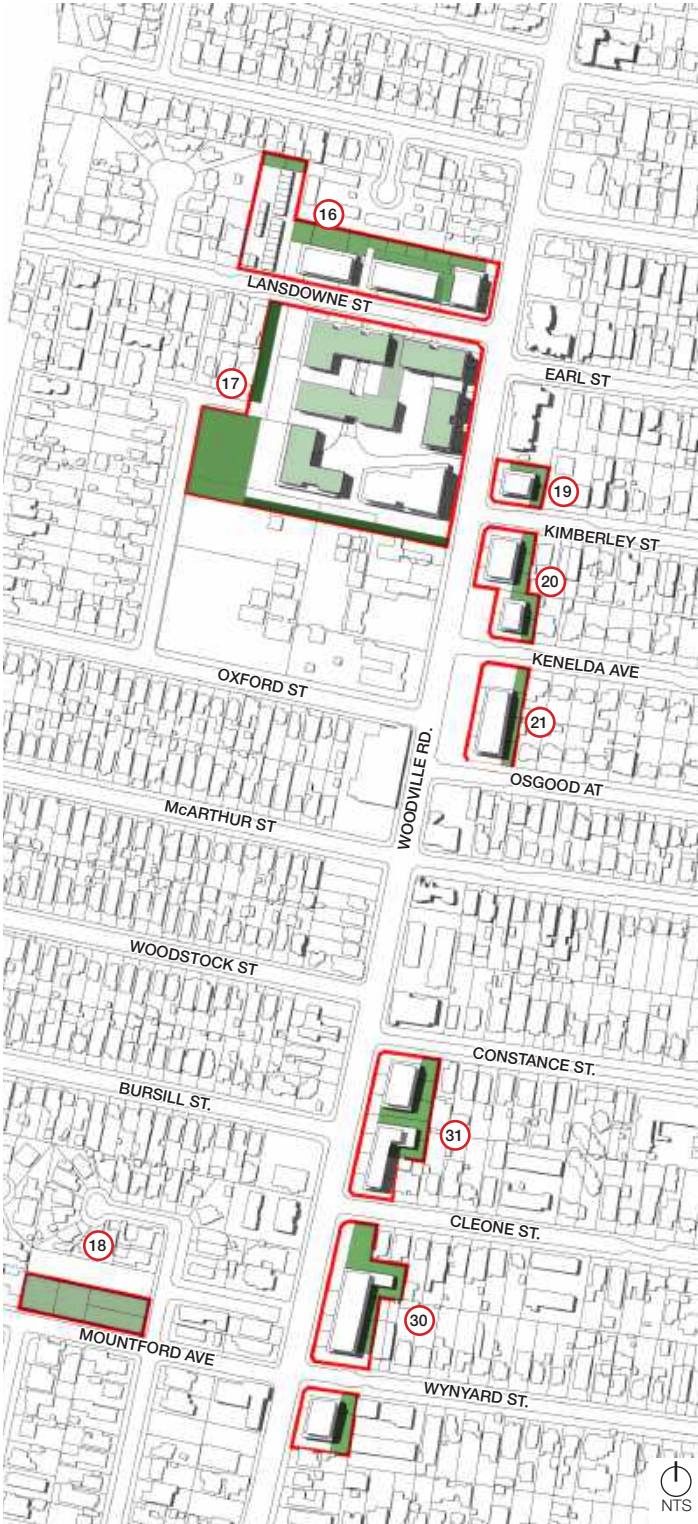 16
LANSDOWNE ST
EARL ST
17
19
KIMBERLEY ST
20
KENELDA AVE
OXFORD ST
21
WOODVILLE RD.
OSGOOD AT
McARTHUR ST
WOODSTOCK ST
CONSTANCE ST.
BURSILL ST.
31
CLEONE ST.
18
30
MOUNTFORD AVE
WYNYARD ST.
NTS